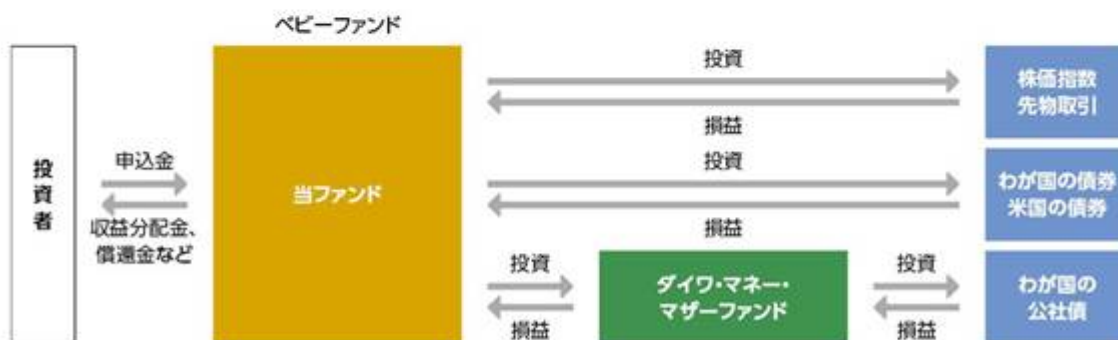 ベビーファンド
投資者
申込金
収益分配金、
償還金など
当ファンド
投資
損益
株価指数
先物取引
投資
損益
わが国の債券
米国の債券
投資
損益
ダイワ・マネー・
マザーファンド
投資
損益
わが国の
公社債